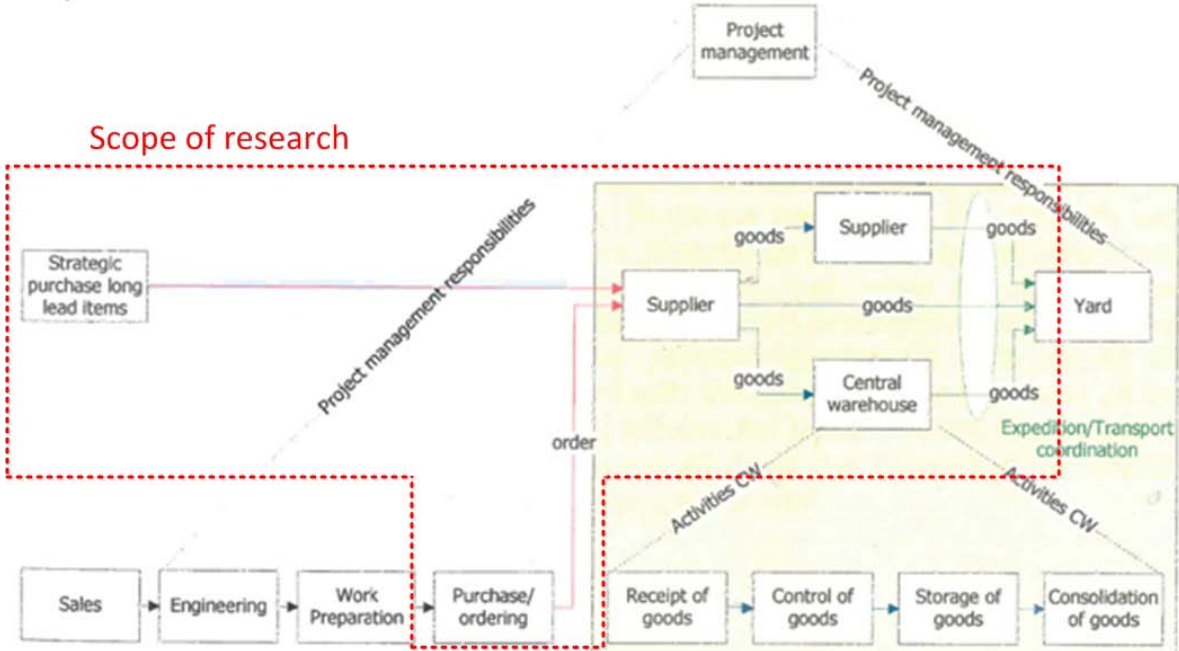 Project
management
Project management responsibilities
Scope of research
Project management responsibilities
Strategic
purchase long
lead items
goods
Supplier
goods
Supplier
goods
Yard
goods
Central
warehouse
goods
Expedition/Transport
coordination
order
Activities CW
Activities CW
Sales
Engineering
Work
Preparation
Purchase/
ordering
Receipt of
goods
Control of
goods
Storage of
goods
Consolidation
of goods